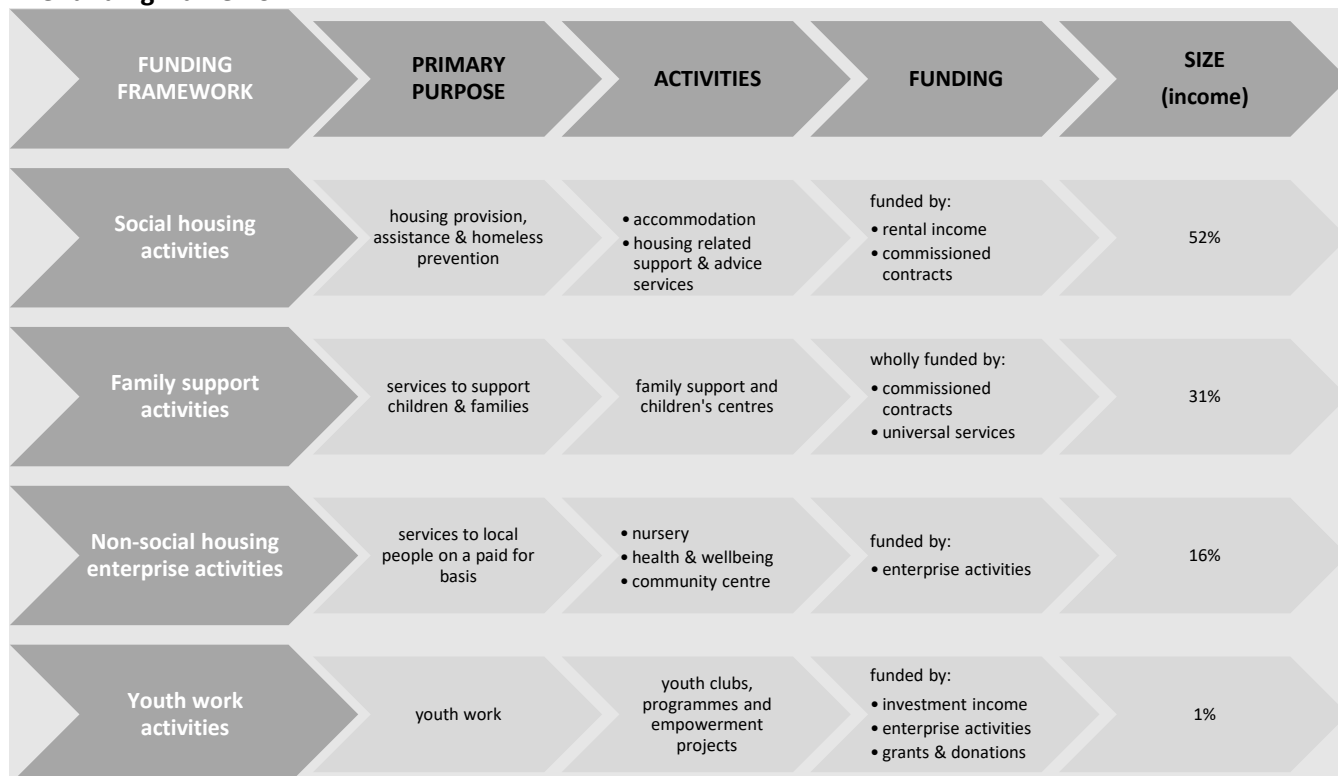 FUNDING
FRAMEWORK
PRIMARY
PURPOSE
ACTIVITIES
FUNDING
SIZE
(income)
Social housing
activities
housing provision,
assistance & homeless
prevention
• accommodation
• housing related
support & advice
services
funded by:
• rental income
• commissioned
contracts
52%
Family support
activities
services to support
children & families
family support and
children's centres
wholly funded by:
• commissioned
contracts
• universal services
31%
Non-social housing
enterprise activities
services to local
people on a paid for
basis
• nursery
• health & wellbeing
• community centre
funded by:
• enterprise activities
16%
Youth work
activities
youth work
youth clubs,
programmes and
empowerment
projects
funded by:
• investment income
• enterprise activities
• grants & donations
1%